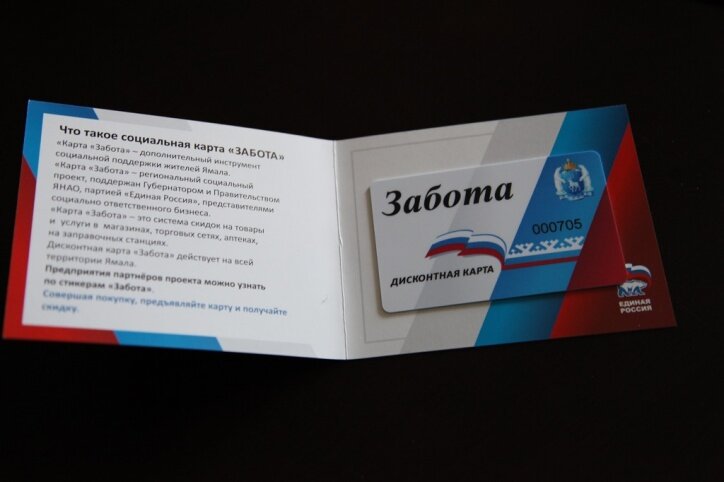 Что такое социальная карта «ЗАБОТА»
«Карта «Забота» – дополнительный инструмент
социальной поддержки жителей Ямала.
«Карта «Забота» – региональный социальный
проект, поддержан Губернатором и Правительством
ЯНАО, партией «Единая Россия», представителями
социально ответственного бизнеса.
«Карта «Забота» – это система скидок на товары
и услуги в магазинах, торговых сетях, аптеках,
на заправочных станциях.
Дисконтная карта «Забота» действует на всей
территории Ямала.
Предприятия партнёров проекта можно узнать
по стикерам «Забота».
Совершая покупку, предъявляйте карту и получайте
скидку.
Забота
000705
ДИСКОНТНАЯ КАРТА
ЕДИНАЯ
РОССИЯ